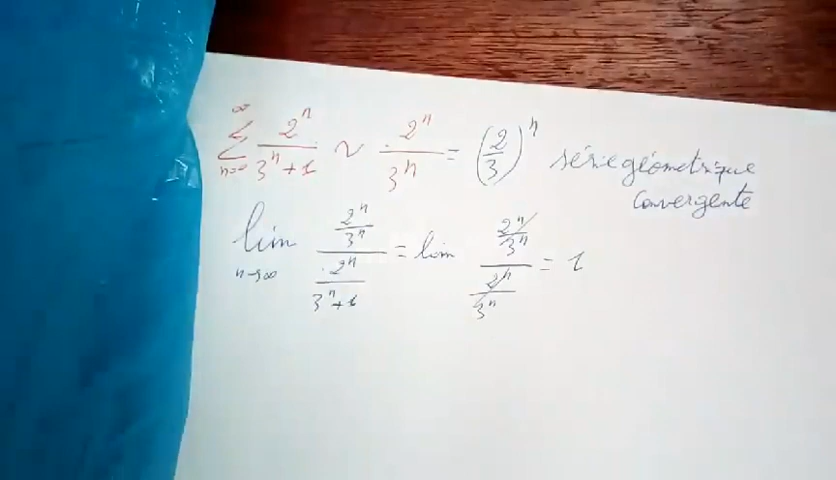 ∞ ∑ n=0 2^n / (3^n + 1) ~ 2^n / 3^n = (2/3)^n série géométrique
convergente
lim n→∞ (2^n / 3^n) / (2^n / (3^n + 1)) = lim (2^n / 3^n) / (2^n / 3^n) = 1